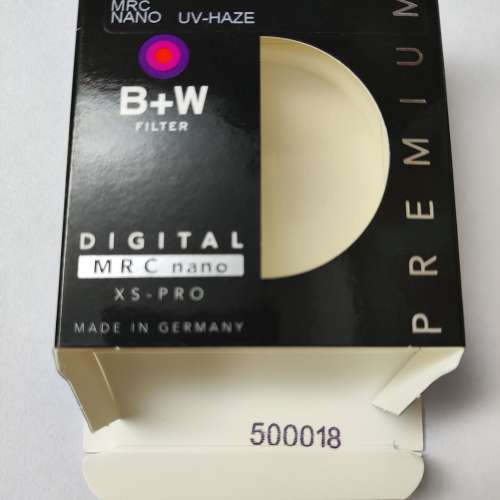 MRC
NANO UV-HAZE
B+W
FILTER
DIGITAL
MRC nano
XS-PRO
MADE IN GERMANY
PREMIUM
500018